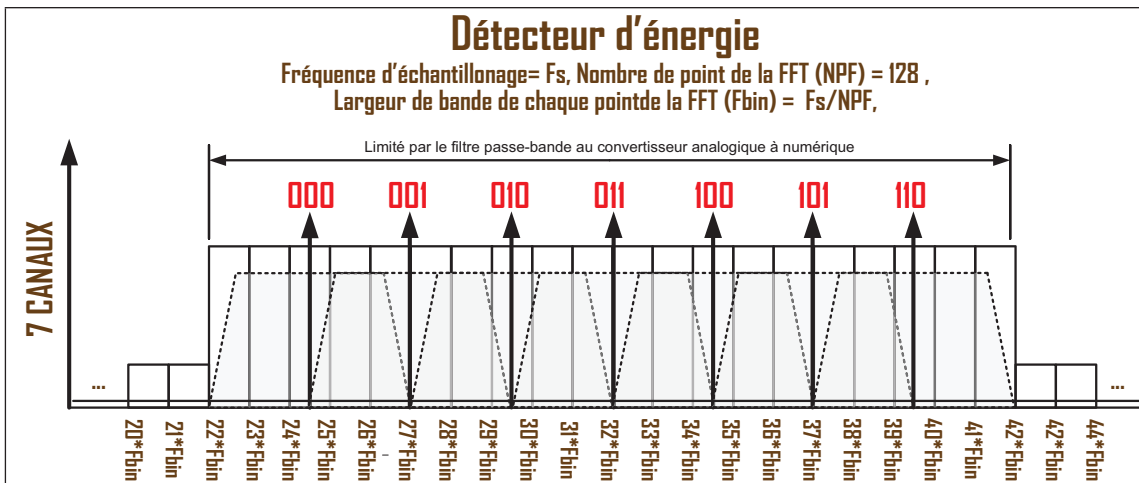 Détecteur d'énergie
Fréquence d'échantillonage= Fs, Nombre de point de la FFT (NPF) = 128 ,
Largeur de bande de chaque pointde la FFT (Fbin) = Fs/NPF,
Limité par le filtre passe-bande au convertisseur analogique à numérique
000 001 010 011 100 101 110
7 CANAUX
... ...
20*Fbin 21*Fbin 22*Fbin 23*Fbin 24*Fbin 25*Fbin 26*Fbin 27*Fbin 28*Fbin 29*Fbin 30*Fbin 31*Fbin 32*Fbin 33*Fbin 34*Fbin 35*Fbin 36*Fbin 37*Fbin 38*Fbin 39*Fbin 40*Fbin 41*Fbin 42*Fbin 42*Fbin 44*Fbin